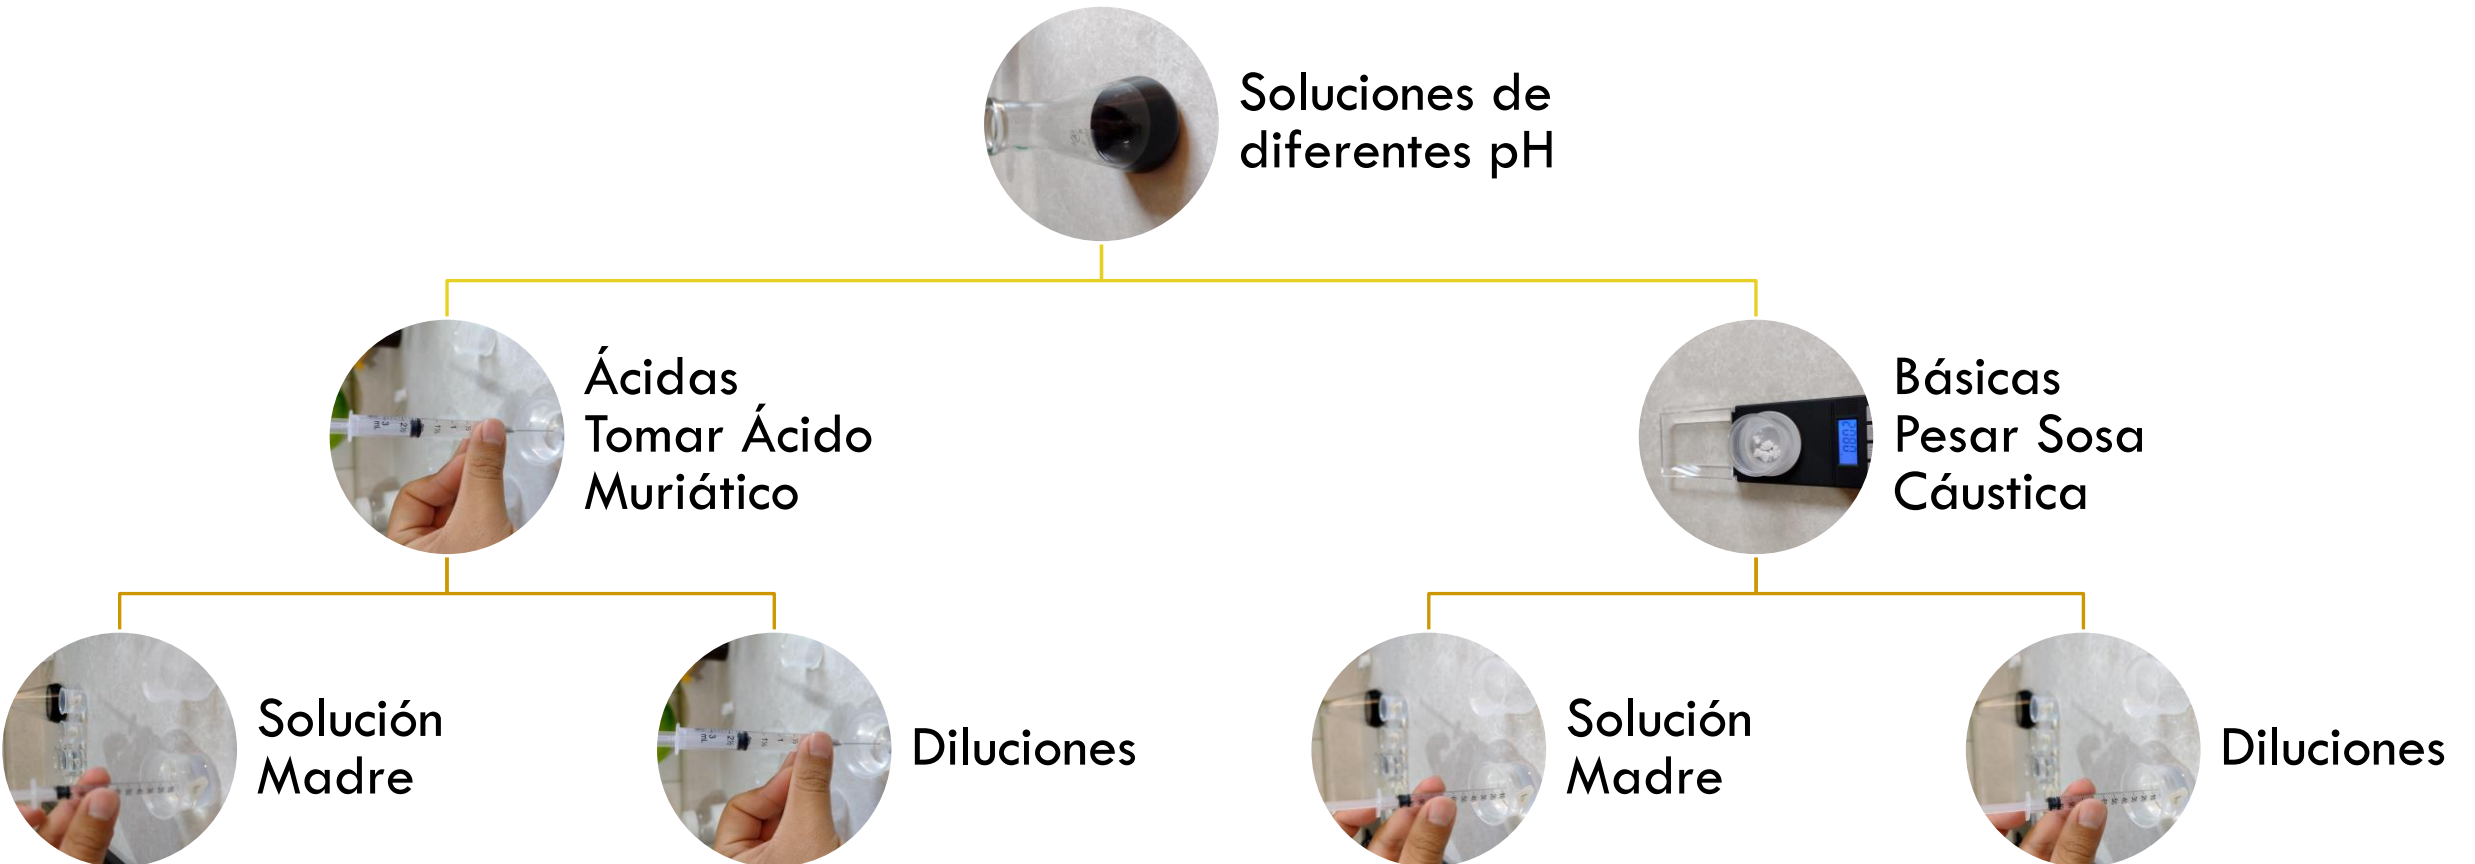 Soluciones de
diferentes pH
Ácidas
Tomar Ácido
Muriático
Básicas
Pesar Sosa
Cáustica
Solución
Madre
Diluciones
Solución
Madre
Diluciones